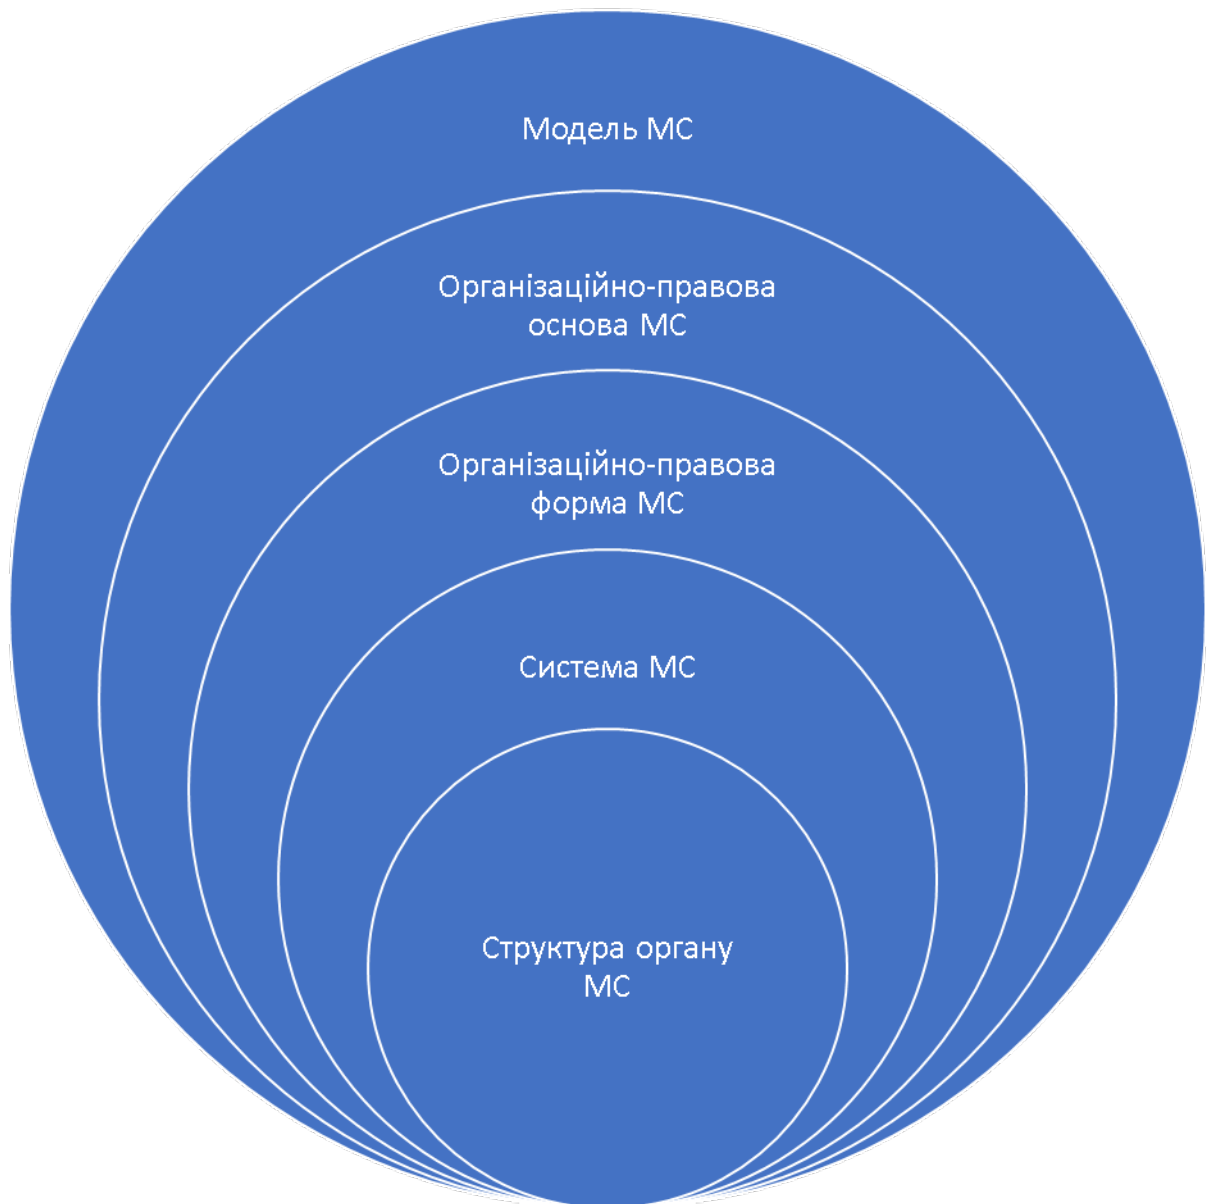 Модель МС
Організаційно-правова
основа МС
Організаційно-правова
форма МС
Система МС
Структура органу
МС